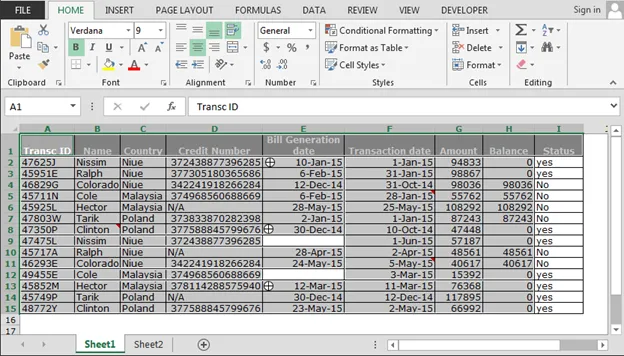 FILE HOME INSERT PAGE LAYOUT FORMULAS DATA REVIEW VIEW DEVELOPER Sign in
Verdana 9 General Conditional Formatting Insert
Paste B I U $ % , Format as Table Delete
Cell Styles Format
Clipboard Font Alignment Number Styles Cells Editing
A1 fx Transc ID
A B C D E F G H I
1 Transc ID Name Country Credit Number Bill Generation date Transaction date Amount Balance Status
2 47625J Nissim Niue 372438877396285 10-Jan-15 1-Jan-15 94833 0 yes
3 45951E Ralph Niue 377305180365686 6-Feb-15 31-Jan-15 98867 0 yes
4 46829G Colorado Niue 342241918266284 12-Dec-14 31-Oct-14 98036 98036 No
5 45711N Cole Malaysia 374968560688669 6-Feb-15 28-Jan-15 55762 55762 No
6 45925L Hector Malaysia N/A 28-May-15 25-May-15 108292 108292 No
7 47803W Tarik Poland 373833870282398 2-Jan-15 1-Jan-15 87243 87243 No
8 47350P Clinton Poland 377588845799676 30-Dec-14 10-Oct-14 47448 0 yes
9 47475L Nissim Niue 372438877396285 1-Jun-15 57187 0 yes
10 45717A Ralph Niue N/A 28-Apr-15 2-Apr-15 48561 48561 No
11 46293E Colorado Niue 342241918266284 24-May-15 5-May-15 40617 40617 No
12 49455E Cole Malaysia 374968560688669 3-Mar-15 15392 0 yes
13 45852M Hector Malaysia 378114288575940 12-Mar-15 11-Mar-15 76368 0 yes
14 45749P Tarik Poland N/A 30-Dec-14 12-Dec-14 117895 0 yes
15 48772Y Clinton Poland 377588845799676 23-May-15 2-May-15 66992 0 yes
16
17
Sheet1 Sheet2